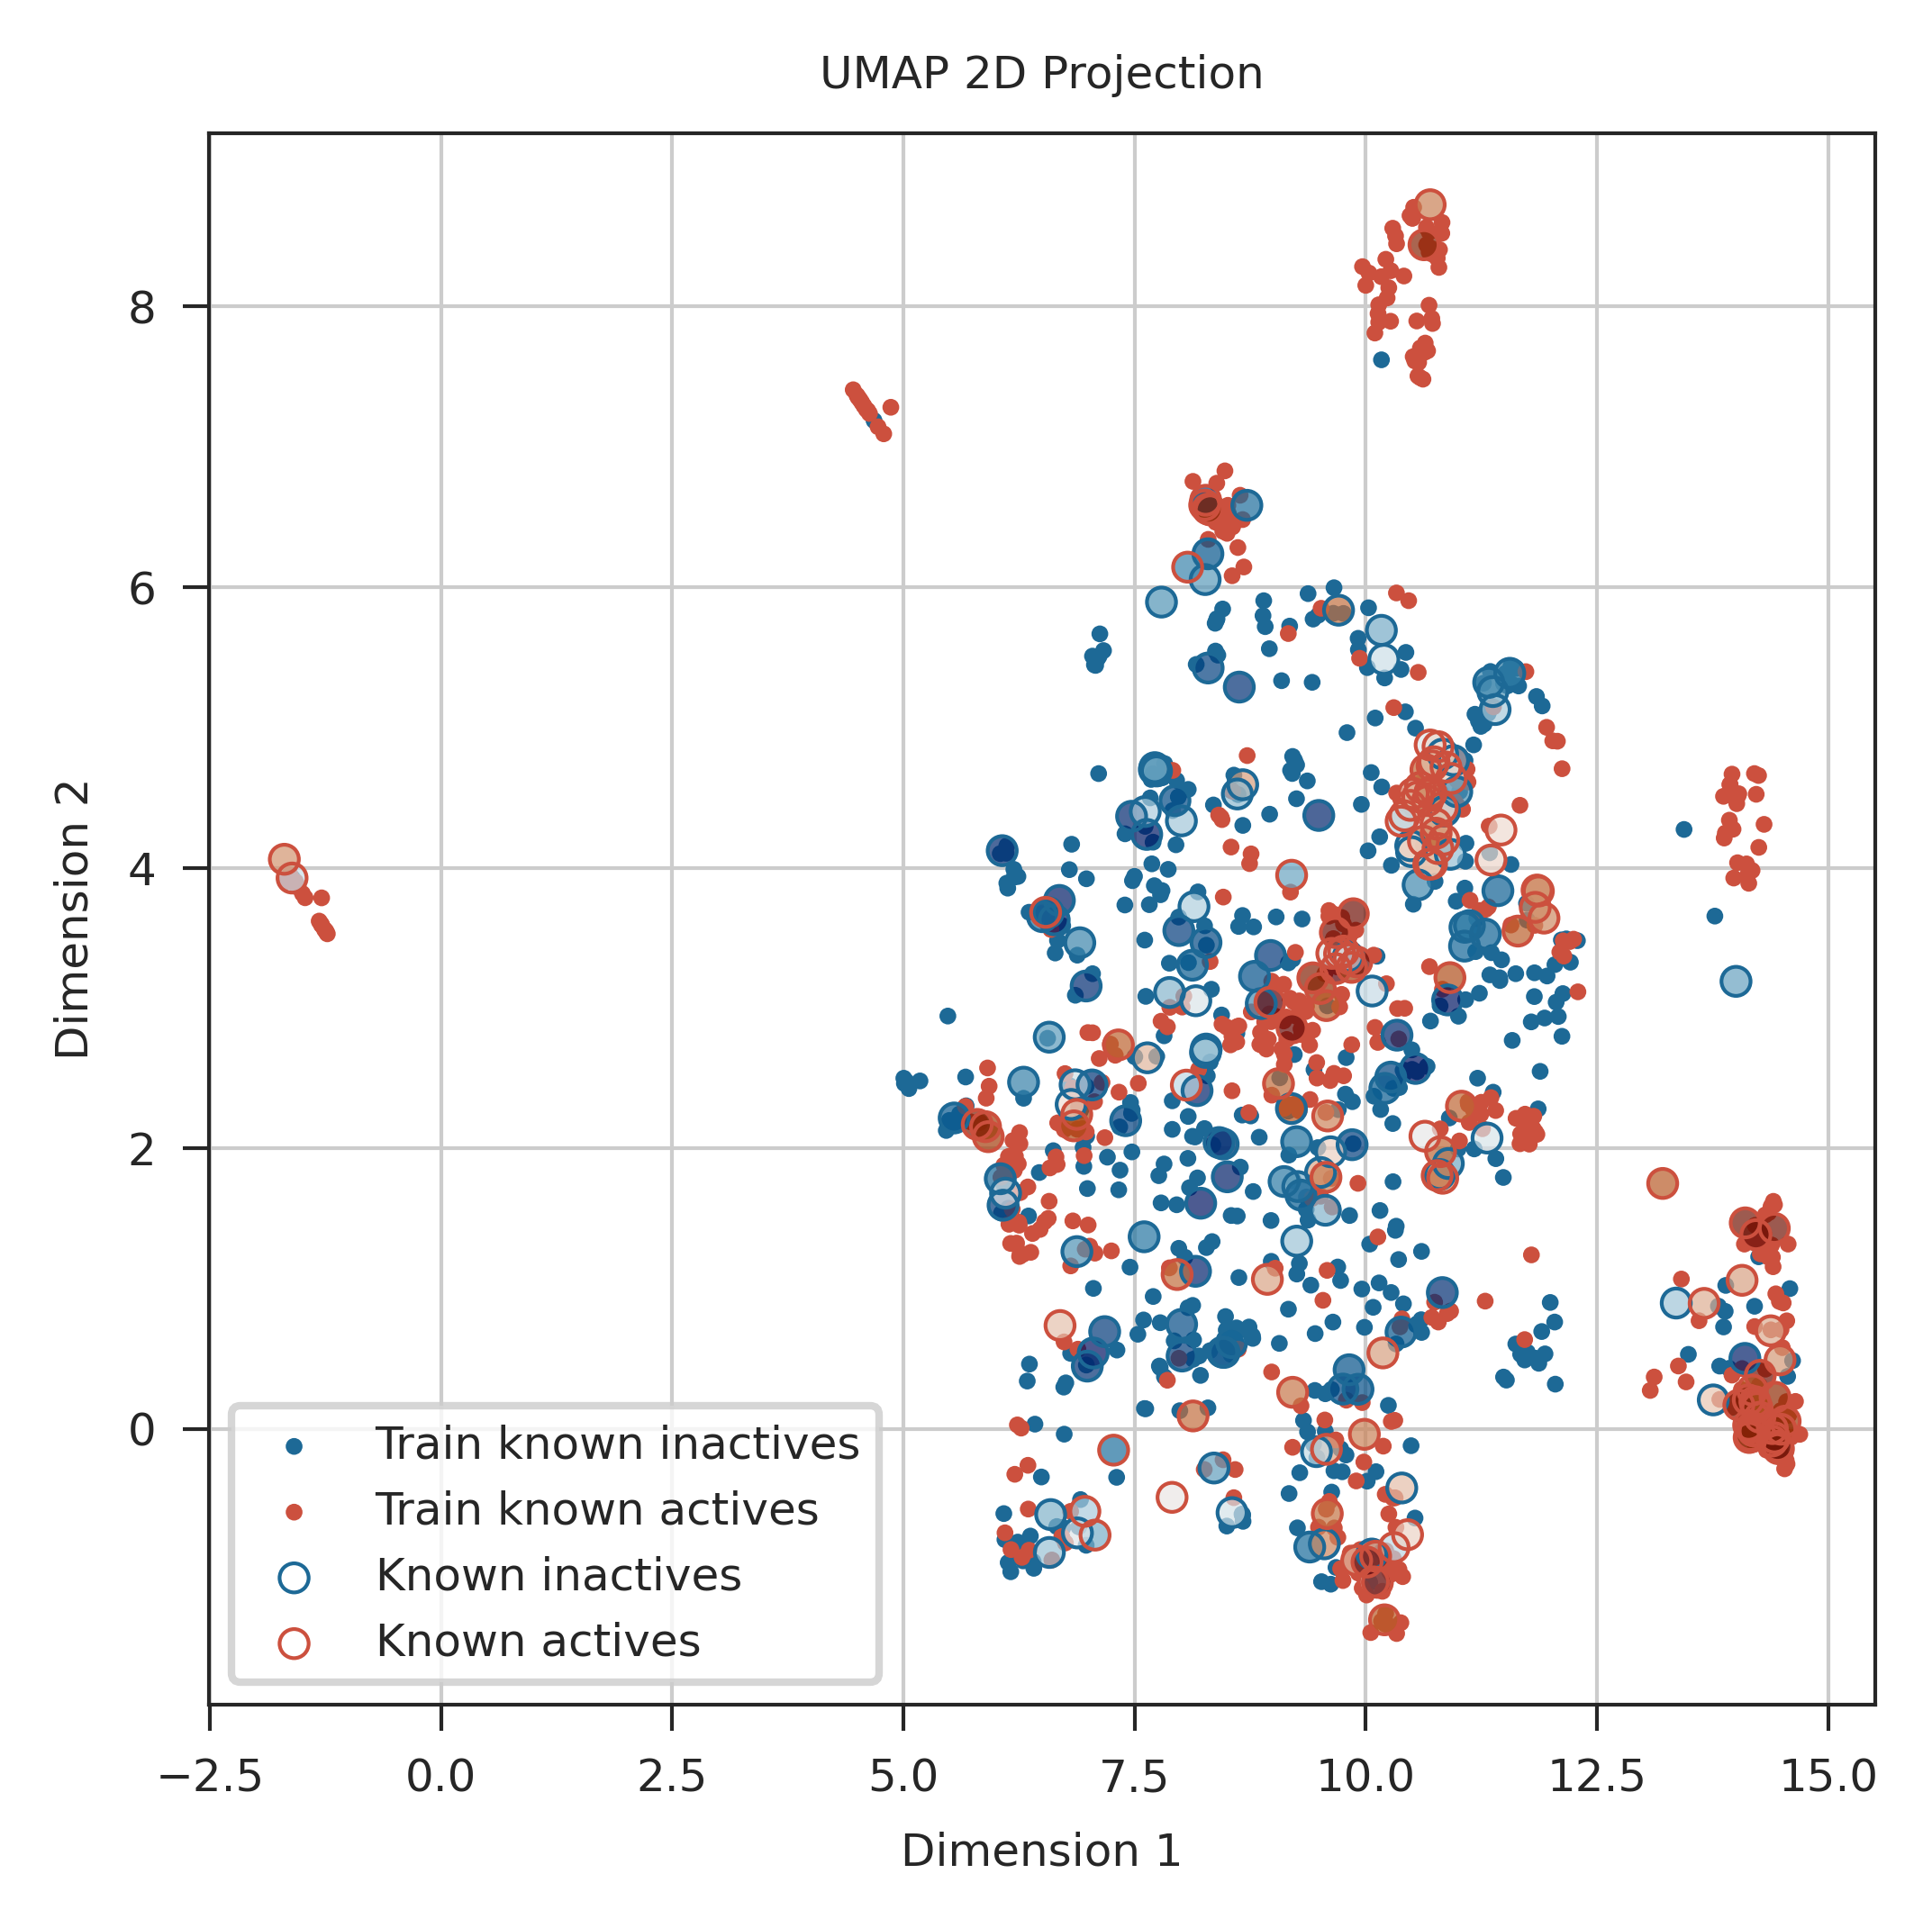 UMAP 2D Projection
Dimension 2
8
6
4
2
0
Train known inactives
Train known actives
Known inactives
Known actives
−2.5 0.0 2.5 5.0 7.5 10.0 12.5 15.0
Dimension 1